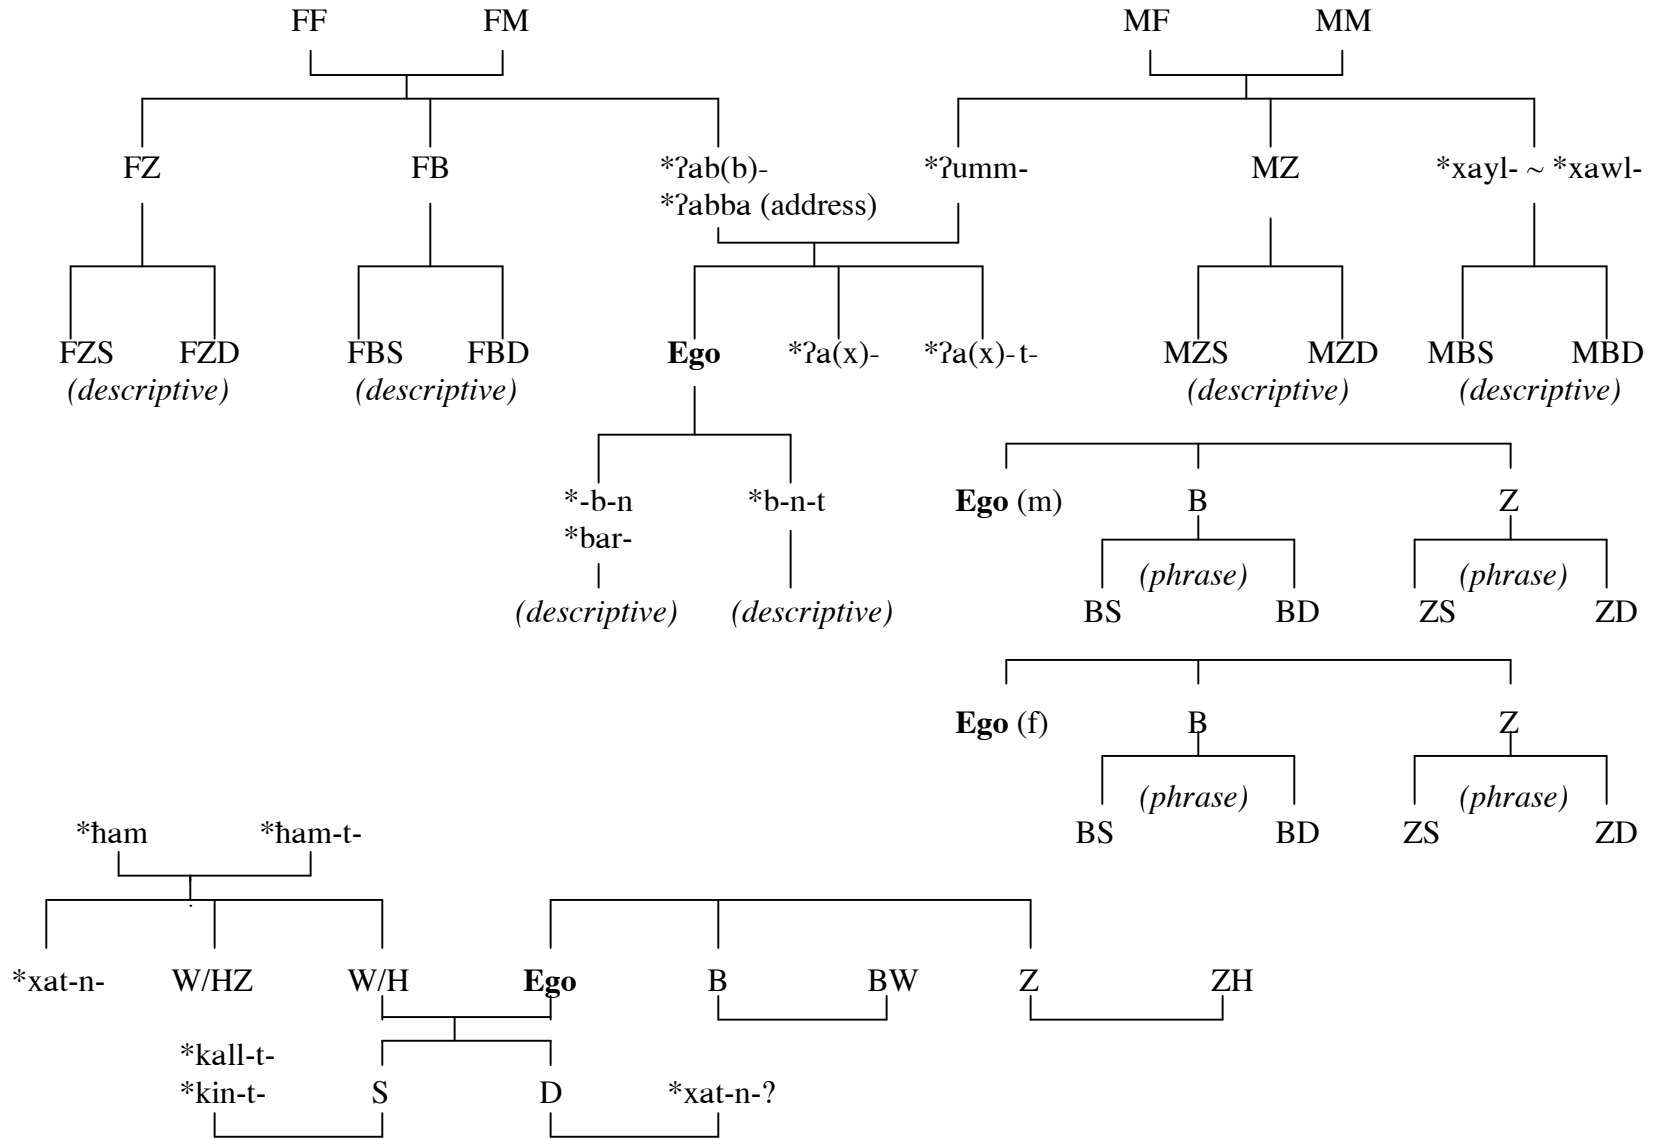 FF FM MF MM
FZ FB *ʔab(b)- *ʔumm- MZ *xayl- ~ *xawl-
*ʔabba (address)
FZS FZD FBS FBD Ego *ʔa(x)- *ʔa(x)-t- MZS MZD MBS MBD
(descriptive) (descriptive) (descriptive) (descriptive)
*-b-n *b-n-t Ego (m) B Z
*bar-
(phrase) (phrase)
(descriptive) (descriptive) BS BD ZS ZD
Ego (f) B Z
(phrase) (phrase)
*ħam *ħam-t- BS BD ZS ZD
*xat-n- W/HZ W/H Ego B BW Z ZH
*kall-t-
*kin-t- S D *xat-n-?